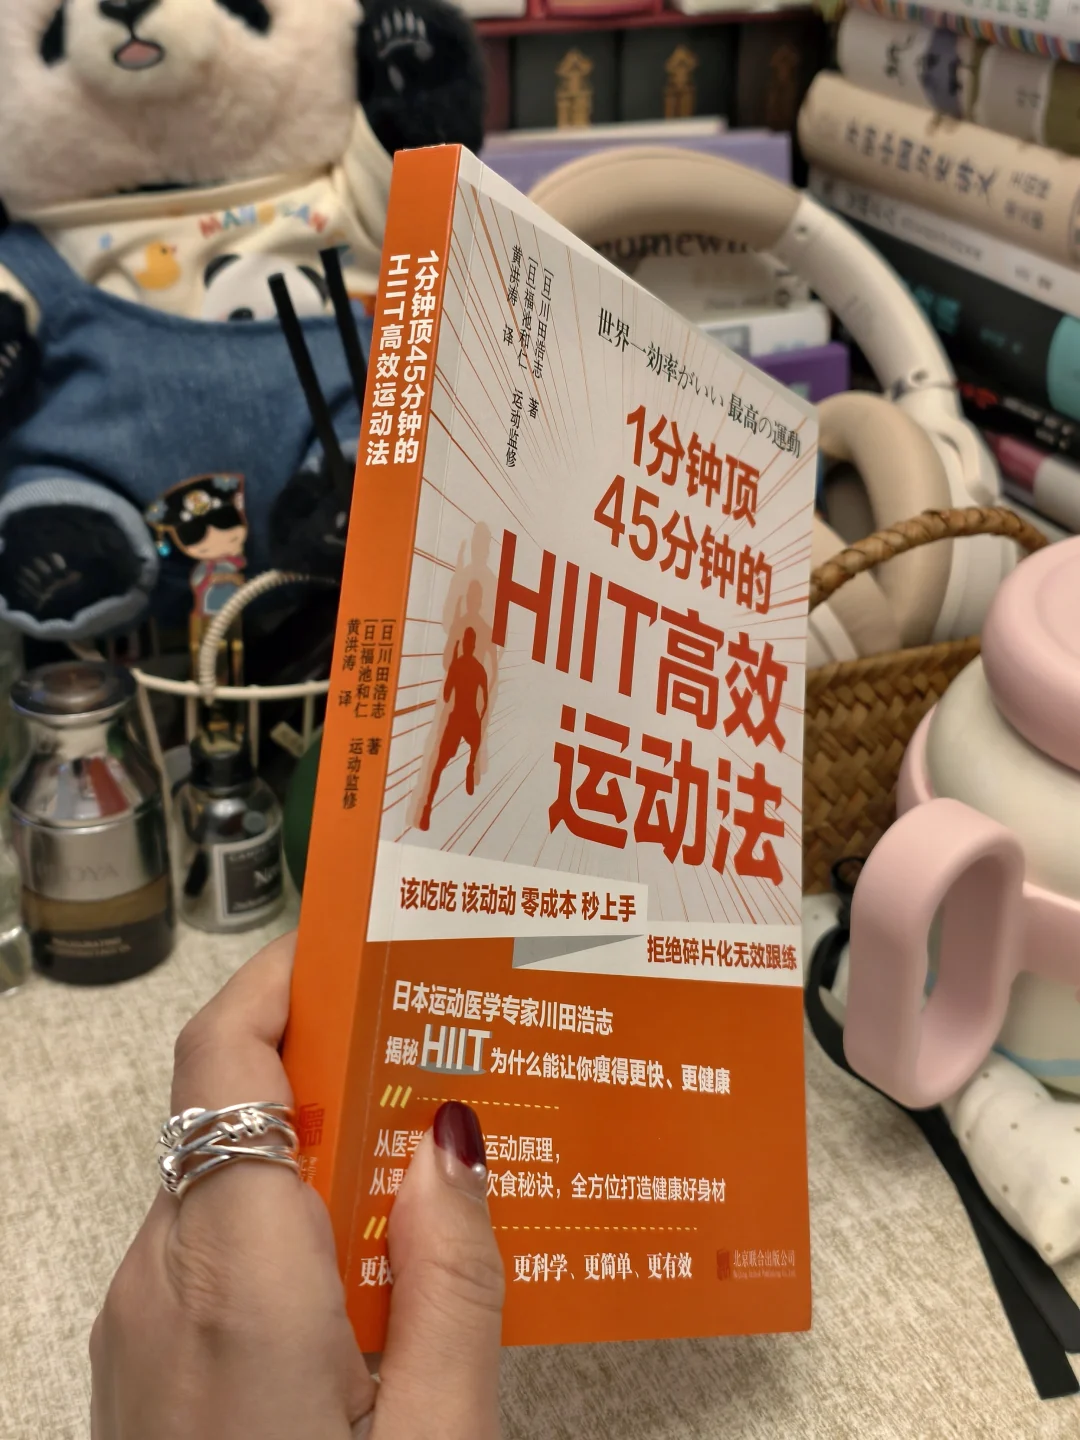 1分钟顶45分钟的
HIIT高效运动法
[日]川田浩志 著
[日]福池和仁 运动监修
黄洪涛 译
[日]川田浩志 著
[日]福池和仁 运动监修
黄洪涛 译
世界一効率がいい 最高の運動
1分钟顶
45分钟的
HIIT高效
运动法
该吃吃 该动动 零成本 秒上手
拒绝碎片化无效跟练
日本运动医学专家川田浩志
揭秘HIIT为什么能让你瘦得更快、更健康
从医学 运动原理，
从课 饮食秘诀，全方位打造健康好身材
更科学、更简单、更有效
北京联合出版公司